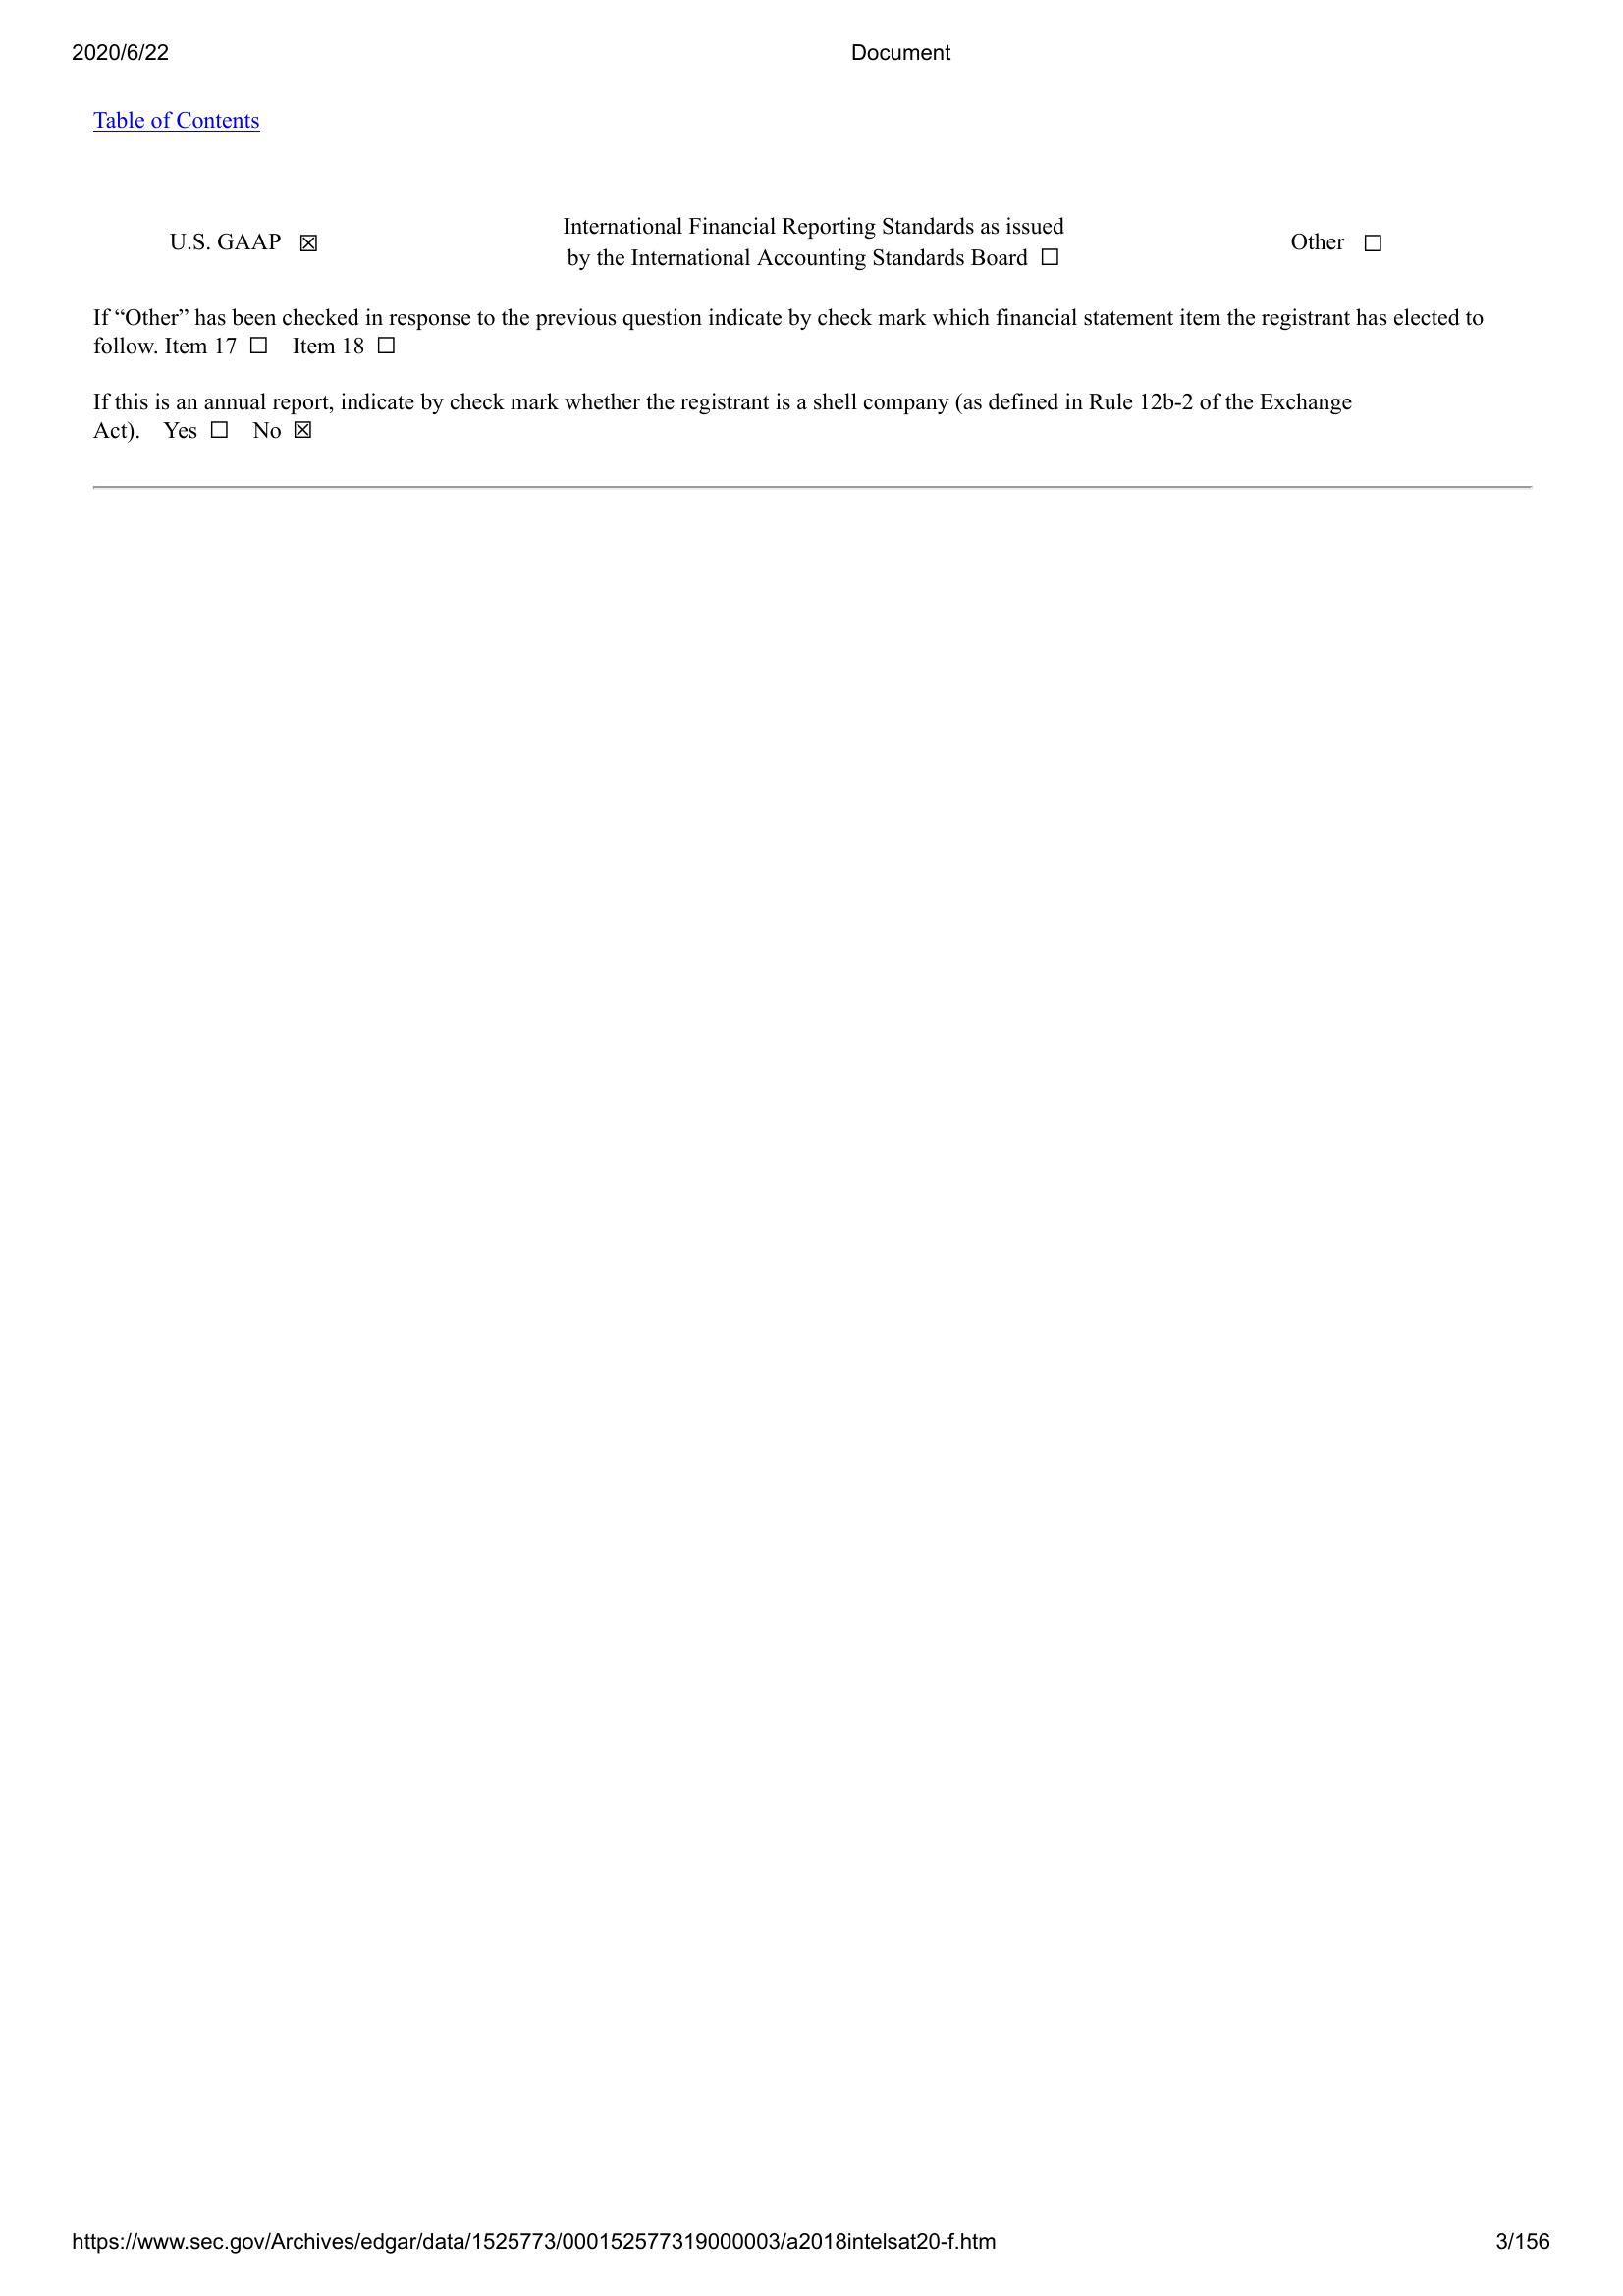 2020/6/22 Document
Table of Contents
U.S. GAAP ☒ International Financial Reporting Standards as issued
by the International Accounting Standards Board ☐ Other ☐
If “Other” has been checked in response to the previous question indicate by check mark which financial statement item the registrant has elected to
follow. Item 17 ☐ Item 18 ☐
If this is an annual report, indicate by check mark whether the registrant is a shell company (as defined in Rule 12b-2 of the Exchange
Act). Yes ☐ No ☒
https://www.sec.gov/Archives/edgar/data/1525773/000152577319000003/a2018intelsat20-f.htm 3/156